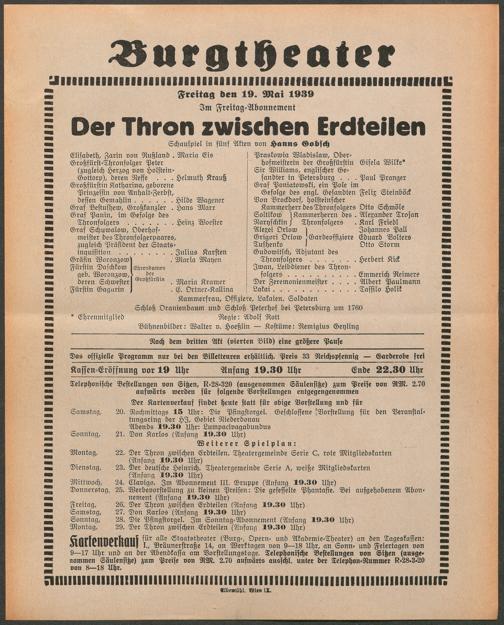 Burgtheater
Freitag den 19. Mai 1939
Im Freitag-Abonnement
Der Thron zwischen Erdteilen
Schauspiel in fünf Akten von Hanns Gobsch
Elisabeth, Zarin von Rußland . Maria Eis
Großfürst-Thronfolger Peter
(zugleich Herzog von Holstein-
Gottorp), deren Neffe . . . Helmuth Krauß
Großfürstin Katharina, geborene
Prinzessin von Anhalt-Zerbst,
dessen Gemahlin . . . . . Hilde Wagener
Graf Bestushew, Großkanzler . Hans Marr
Graf Panin, im Gefolge des
Thronfolgers . . . . . . Heinz Woester
Graf Schuwalow, Oberhof-
meister des Thronfolgerpaares,
zugleich Präsident der Staats-
inquisition . . . . . . . Julius Karsten
Gräfin Woronzow . . . . . Maria Mayen
Fürstin Daschkow
geb. Woronzow,
deren Schwester
Fürstin Gagarin
Ehrendamen
der
Großfürstin
Maria Kramer
E. Ortner-Kallina
Praskowia Wladislaw, Ober-
hofmeisterin der Großfürstin Gisela Wilke*
Sir Williams, englischer Ge-
sandter in Petersburg . . . . Paul Pranger
Graf Poniatowski, ein Pole im
Gefolge des engl. Gesandten Felix Steinböck
Von Brockdorf, holsteinischer
Kammerherr des Thronfolgers Otto Schmöle
Soltikow } Kammerherren des . Alexander Trojan
Naryschkin } Thronfolgers . Karl Friedl
Alexei Orlow } Johannes Pall
Grigori Orlow } Gardeoffiziere Eduard Volters
Tushenko } Otto Storm
Gudowitsch, Adjutant des
Thronfolgers . . . . . . . Herbert Kick
Iwan, Leibdiener des Thron-
folgers . . . . . . . . . Emmerich Reimers
Der Zeremonienmeister . . . Albert Paulmann
Lakai . . . . . . . . . . Tassilo Holik
Kammerfrau, Offiziere, Lakaien, Soldaten
Schloß Oranienbaum und Schloß Peterhof bei Petersburg um 1760
* Ehrenmitglied Regie: Adolf Rott
Bühnenbilder: Walter v. Hoeßlin — Kostüme: Remigius Geyling
Nach dem dritten Akt (vierten Bild) eine größere Pause
Das offizielle Programm nur bei den Billetteuren erhältlich. Preis 33 Reichspfennig — Garderobe frei
Kassen-Eröffnung vor 19 Uhr Anfang 19.30 Uhr Ende 22.30 Uhr
Telephonische Bestellungen von Sitzen, R-28-320 (ausgenommen Säulensitze) zum Preise von RM. 2.70
aufwärts werden für folgende Vorstellungen entgegengenommen
Der Kartenverkauf findet heute statt für obige Vorstellung und für
Samstag, 20. Nachmittags 15 Uhr: Die Pfingstorgel. Geschlossene Vorstellung für den Veranstal-
tungsring der HJ. Gebiet Niederdonau
Abends 19.30 Uhr: Lumpacivagabundus
Sonntag, 21. Don Karlos (Anfang 19.30 Uhr)
Weiterer Spielplan:
Montag, 22. Der Thron zwischen Erdteilen. Theatergemeinde Serie C, rote Mitgliedskarten
(Anfang 19.30 Uhr)
Dienstag, 23. Der deutsche Heinrich. Theatergemeinde Serie A, weiße Mitgliedskarten
(Anfang 19.30 Uhr)
Mittwoch, 24. Clavigo. Im Abonnement III. Gruppe (Anfang 19.30 Uhr)
Donnerstag, 25. Werbevorstellung zu kleinen Preisen: Die gefesselte Phantasie. Bei aufgehobenem Abon-
nement (Anfang 19.30 Uhr)
Freitag, 26. Der Thron zwischen Erdteilen (Anfang 19.30 Uhr)
Samstag, 27. Don Karlos (Anfang 19.30 Uhr)
Sonntag, 28. Die Pfingstorgel. Im Sonntag-Abonnement (Anfang 19.30 Uhr)
Montag, 29. Der Thron zwischen Erdteilen (Anfang 19.30 Uhr)
Kartenverkauf für alle Staatstheater (Burg-, Opern- und Akademie-Theater) an den Tageskassen:
I., Bräunerstraße 14, an Werktagen von 9—18 Uhr, an Sonn- und Feiertagen von
9—17 Uhr und an der Abendkassa am Vorstellungstage. Telephonische Bestellungen von Sitzen (ausge-
nommen Säulensitze) zum Preise von RM. 2.70 aufwärts auschl. unter der Telephon-Nummer R-28-3-20
von 8—18 Uhr.
Elbemühl, Wien IX.